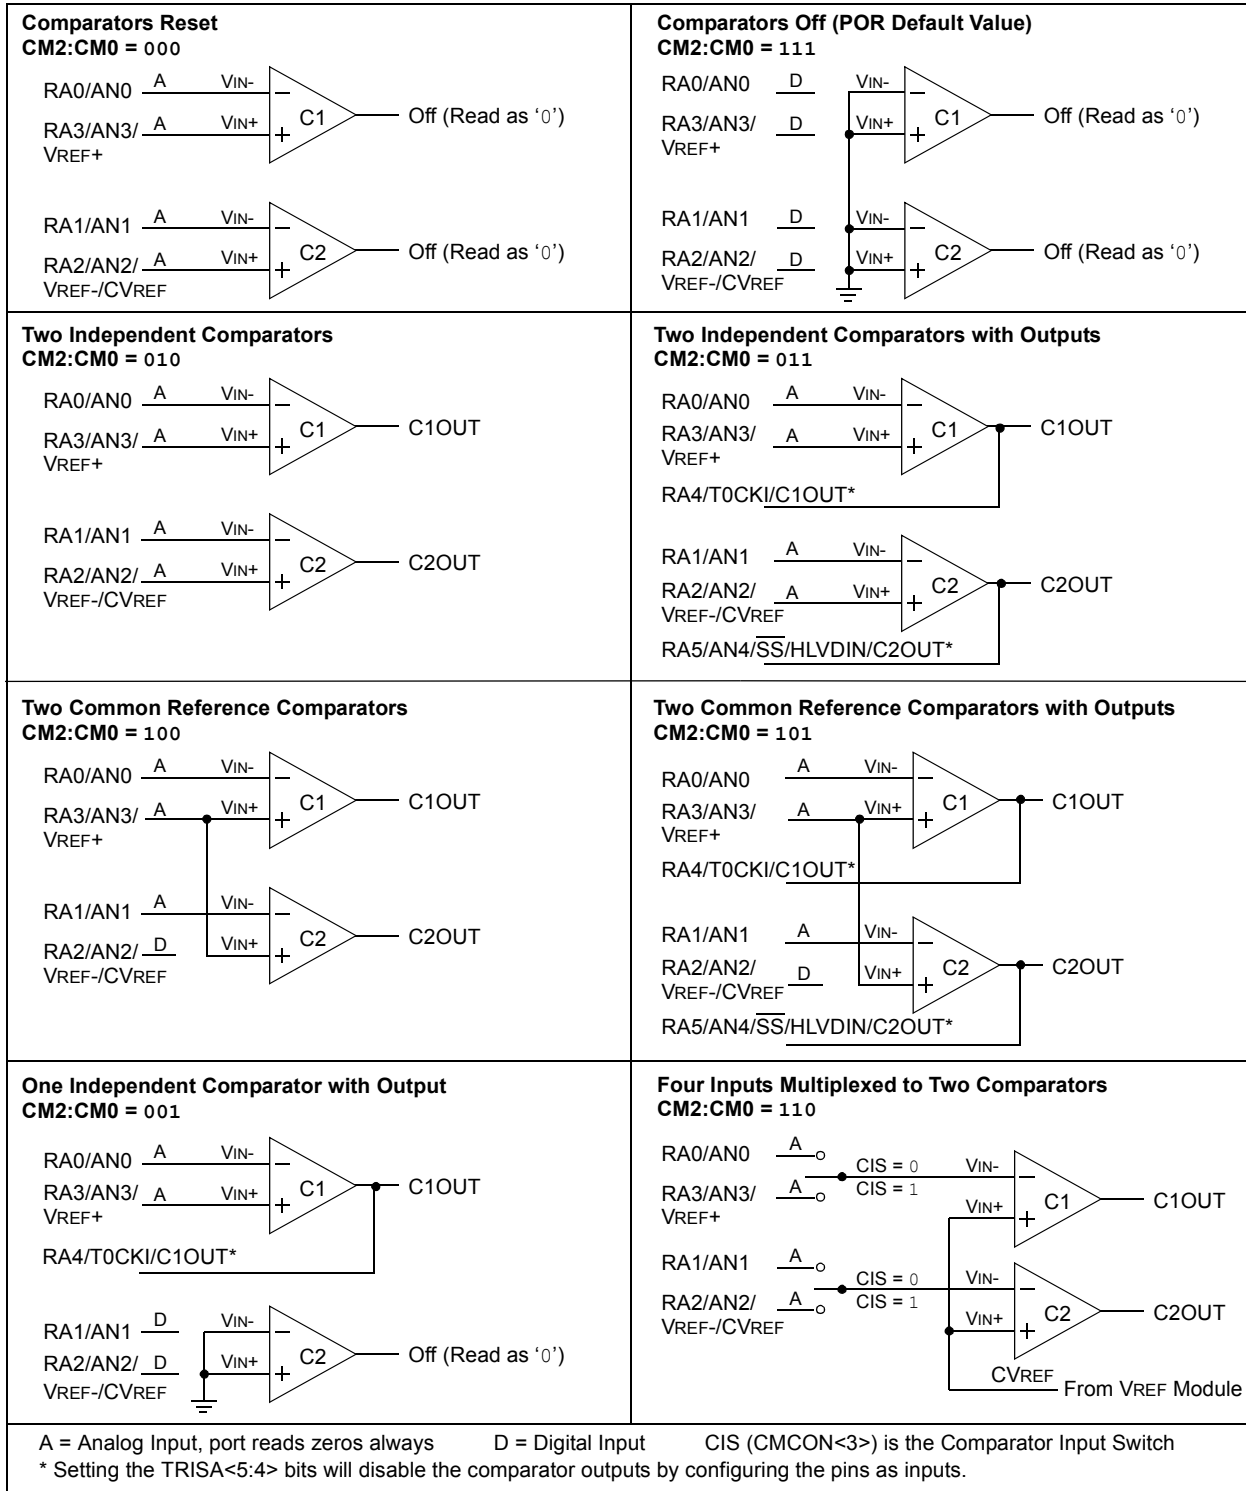 Comparators Reset
CM2:CM0 = 000
RA0/AN0 A VIN-
C1 Off (Read as ‘0’)
RA3/AN3/ A VIN+
VREF+
RA1/AN1 A VIN-
C2 Off (Read as ‘0’)
RA2/AN2/ A VIN+
VREF-/CVREF
Comparators Off (POR Default Value)
CM2:CM0 = 111
RA0/AN0 D VIN-
C1 Off (Read as ‘0’)
RA3/AN3/ D VIN+
VREF+
RA1/AN1 D VIN-
C2 Off (Read as ‘0’)
RA2/AN2/ D VIN+
VREF-/CVREF
Two Independent Comparators
CM2:CM0 = 010
RA0/AN0 A VIN-
C1 C1OUT
RA3/AN3/ A VIN+
VREF+
RA1/AN1 A VIN-
C2 C2OUT
RA2/AN2/ A VIN+
VREF-/CVREF
Two Independent Comparators with Outputs
CM2:CM0 = 011
RA0/AN0 A VIN-
C1 C1OUT
RA3/AN3/ A VIN+
VREF+
RA4/T0CKI/C1OUT*
RA1/AN1 A VIN-
C2 C2OUT
RA2/AN2/ A VIN+
VREF-/CVREF
RA5/AN4/SS/HLVDIN/C2OUT*
Two Common Reference Comparators
CM2:CM0 = 100
RA0/AN0 A VIN-
C1 C1OUT
RA3/AN3/ A VIN+
VREF+
RA1/AN1 A VIN-
C2 C2OUT
RA2/AN2/ D VIN+
VREF-/CVREF
Two Common Reference Comparators with Outputs
CM2:CM0 = 101
RA0/AN0 A VIN-
C1 C1OUT
RA3/AN3/ A VIN+
VREF+
RA4/T0CKI/C1OUT*
RA1/AN1 A VIN-
C2 C2OUT
RA2/AN2/ D VIN+
VREF-/CVREF
RA5/AN4/SS/HLVDIN/C2OUT*
One Independent Comparator with Output
CM2:CM0 = 001
RA0/AN0 A VIN-
C1 C1OUT
RA3/AN3/ A VIN+
VREF+
RA4/T0CKI/C1OUT*
RA1/AN1 D VIN-
C2 Off (Read as ‘0’)
RA2/AN2/ D VIN+
VREF-/CVREF
Four Inputs Multiplexed to Two Comparators
CM2:CM0 = 110
RA0/AN0 A
CIS = 0 VIN-
RA3/AN3/ A CIS = 1
C1 C1OUT
VREF+ VIN+
RA1/AN1 A
CIS = 0 VIN-
RA2/AN2/ A CIS = 1
C2 C2OUT
VREF-/CVREF VIN+
CVREF
From VREF Module
A = Analog Input, port reads zeros always D = Digital Input CIS (CMCON<3>) is the Comparator Input Switch
* Setting the TRISA<5:4> bits will disable the comparator outputs by configuring the pins as inputs.